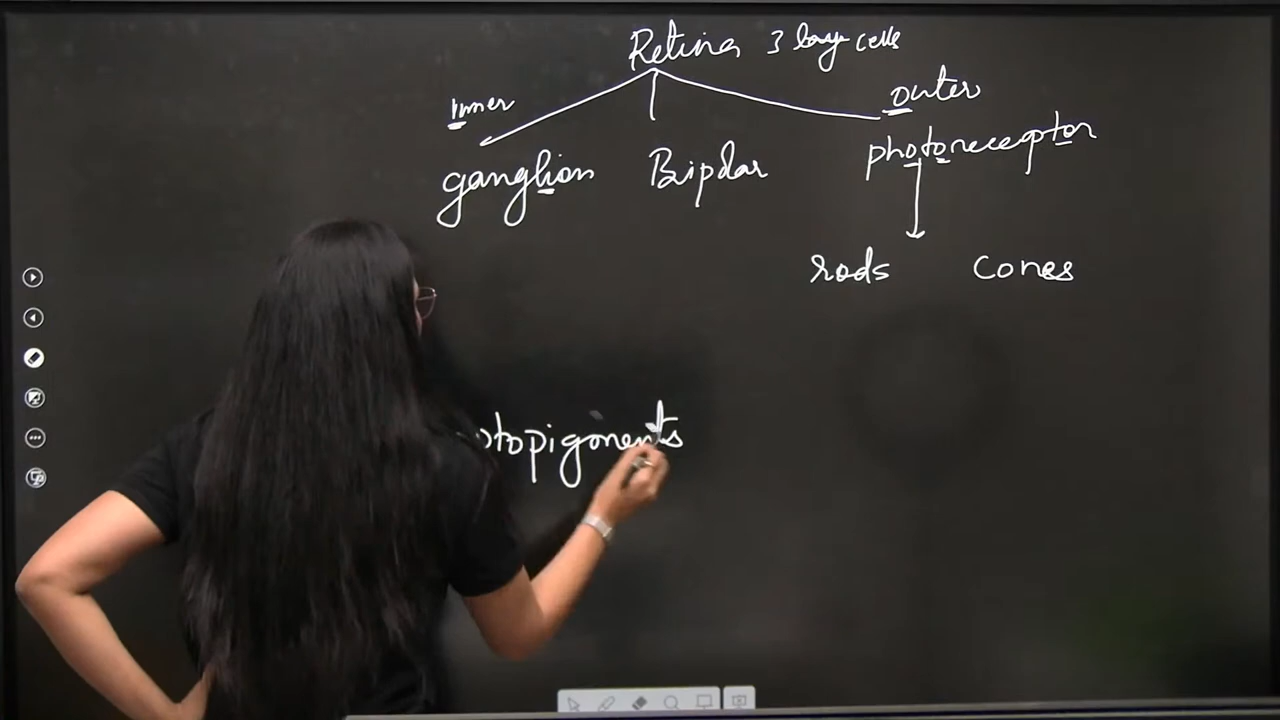 Retina 3 layer cells
Inner
outer
ganglion Bipolar photoreceptor
rods cones
otopigments